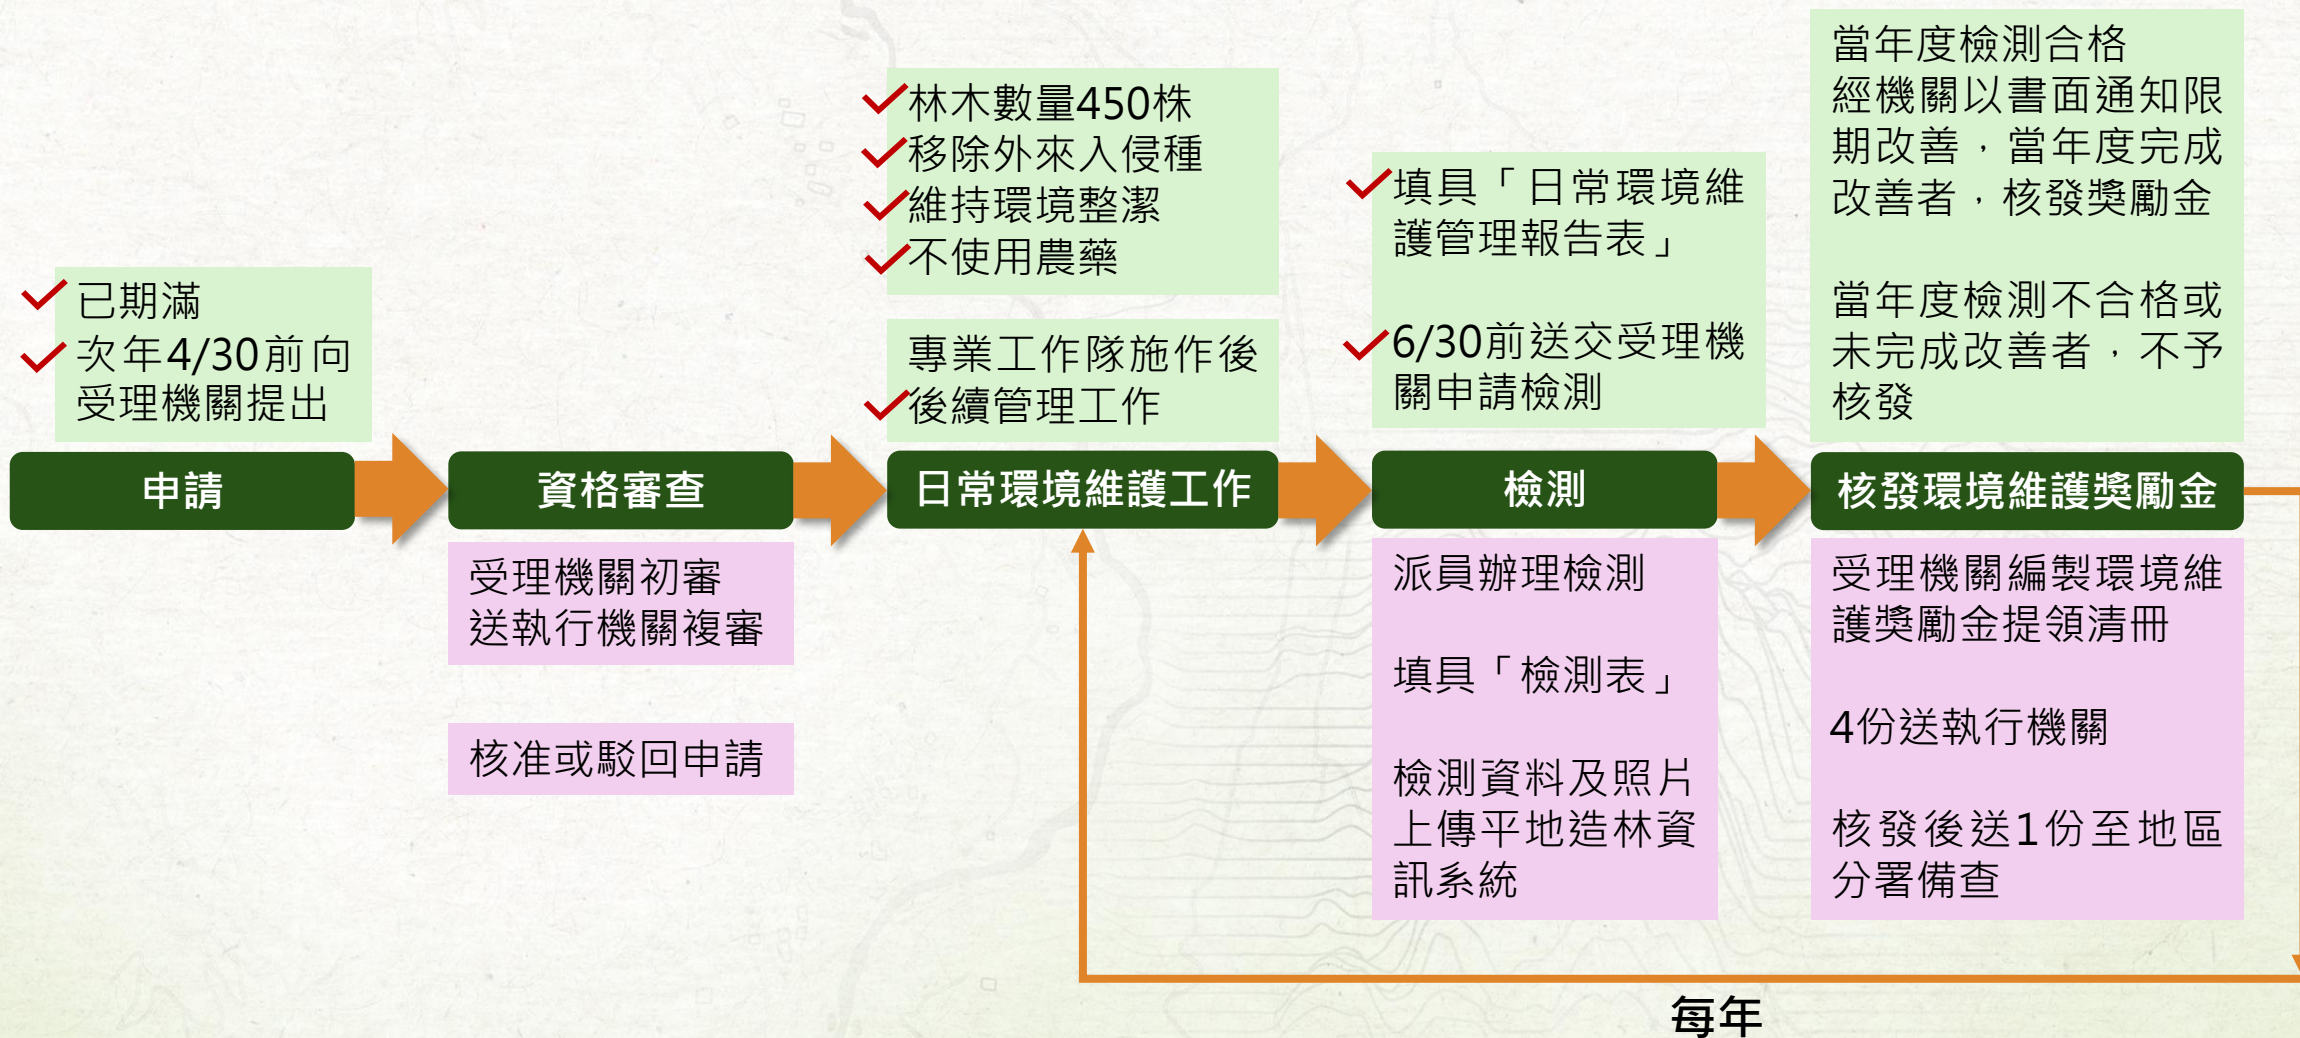 已期滿
次年4/30前向
受理機關提出
申請
資格審查
受理機關初審
送執行機關複審
核准或駁回申請
林木數量450株
移除外來入侵種
維持環境整潔
不使用農藥
專業工作隊施作後
後續管理工作
日常環境維護工作
填具「日常環境維
護管理報告表」
6/30前送交受理機
關申請檢測
檢測
派員辦理檢測
填具「檢測表」
檢測資料及照片
上傳平地造林資
訊系統
當年度檢測合格
經機關以書面通知限
期改善，當年度完成
改善者，核發獎勵金
當年度檢測不合格或
未完成改善者，不予
核發
核發環境維護獎勵金
受理機關編製環境維
護獎勵金提領清冊
4份送執行機關
核發後送1份至地區
分署備查
每年